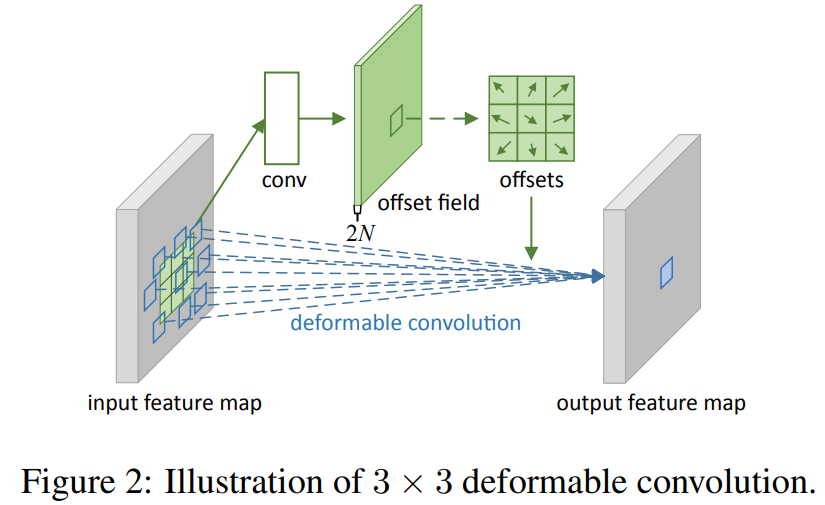 conv
offset field
offsets
2N
deformable convolution
input feature map
output feature map
Figure 2: Illustration of 3 × 3 deformable convolution.